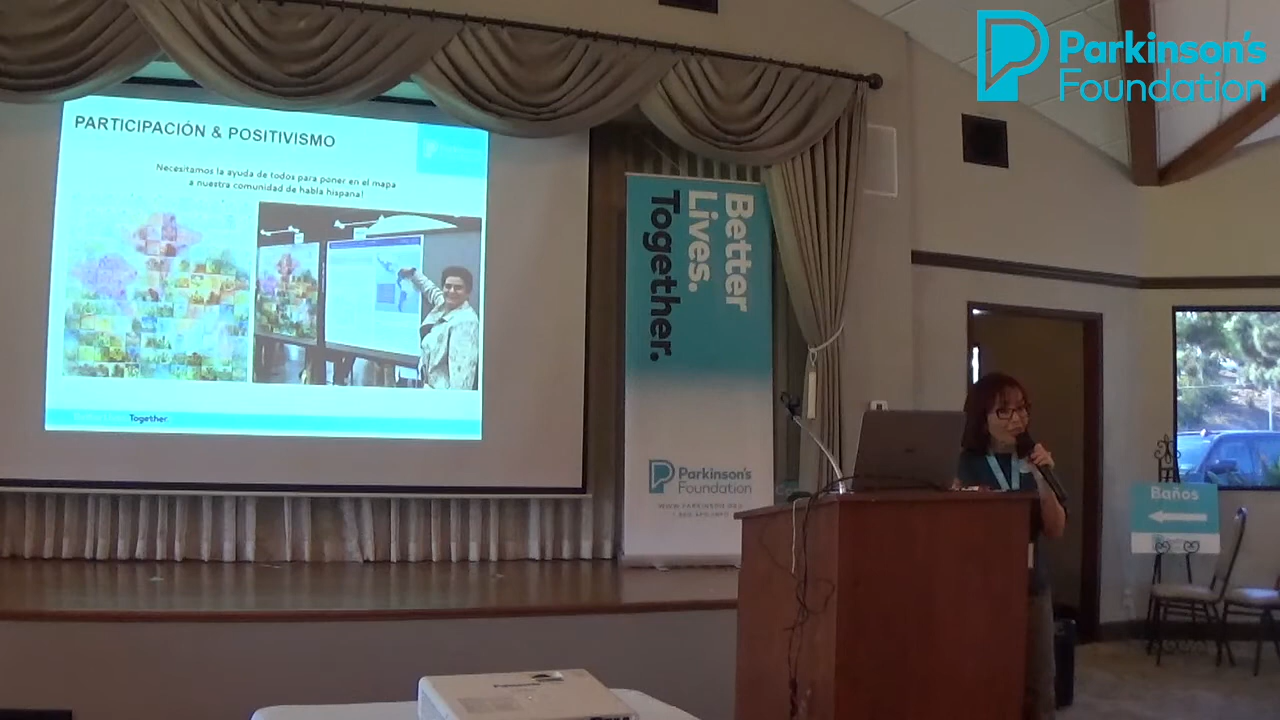 Parkinson's
Foundation
PARTICIPACIÓN & POSITIVISMO
Necesitamos la ayuda de todos para poner en el mapa
a nuestra comunidad de habla hispana!
Together.
Better
Lives.
Together.
Parkinson's
Foundation
Baños